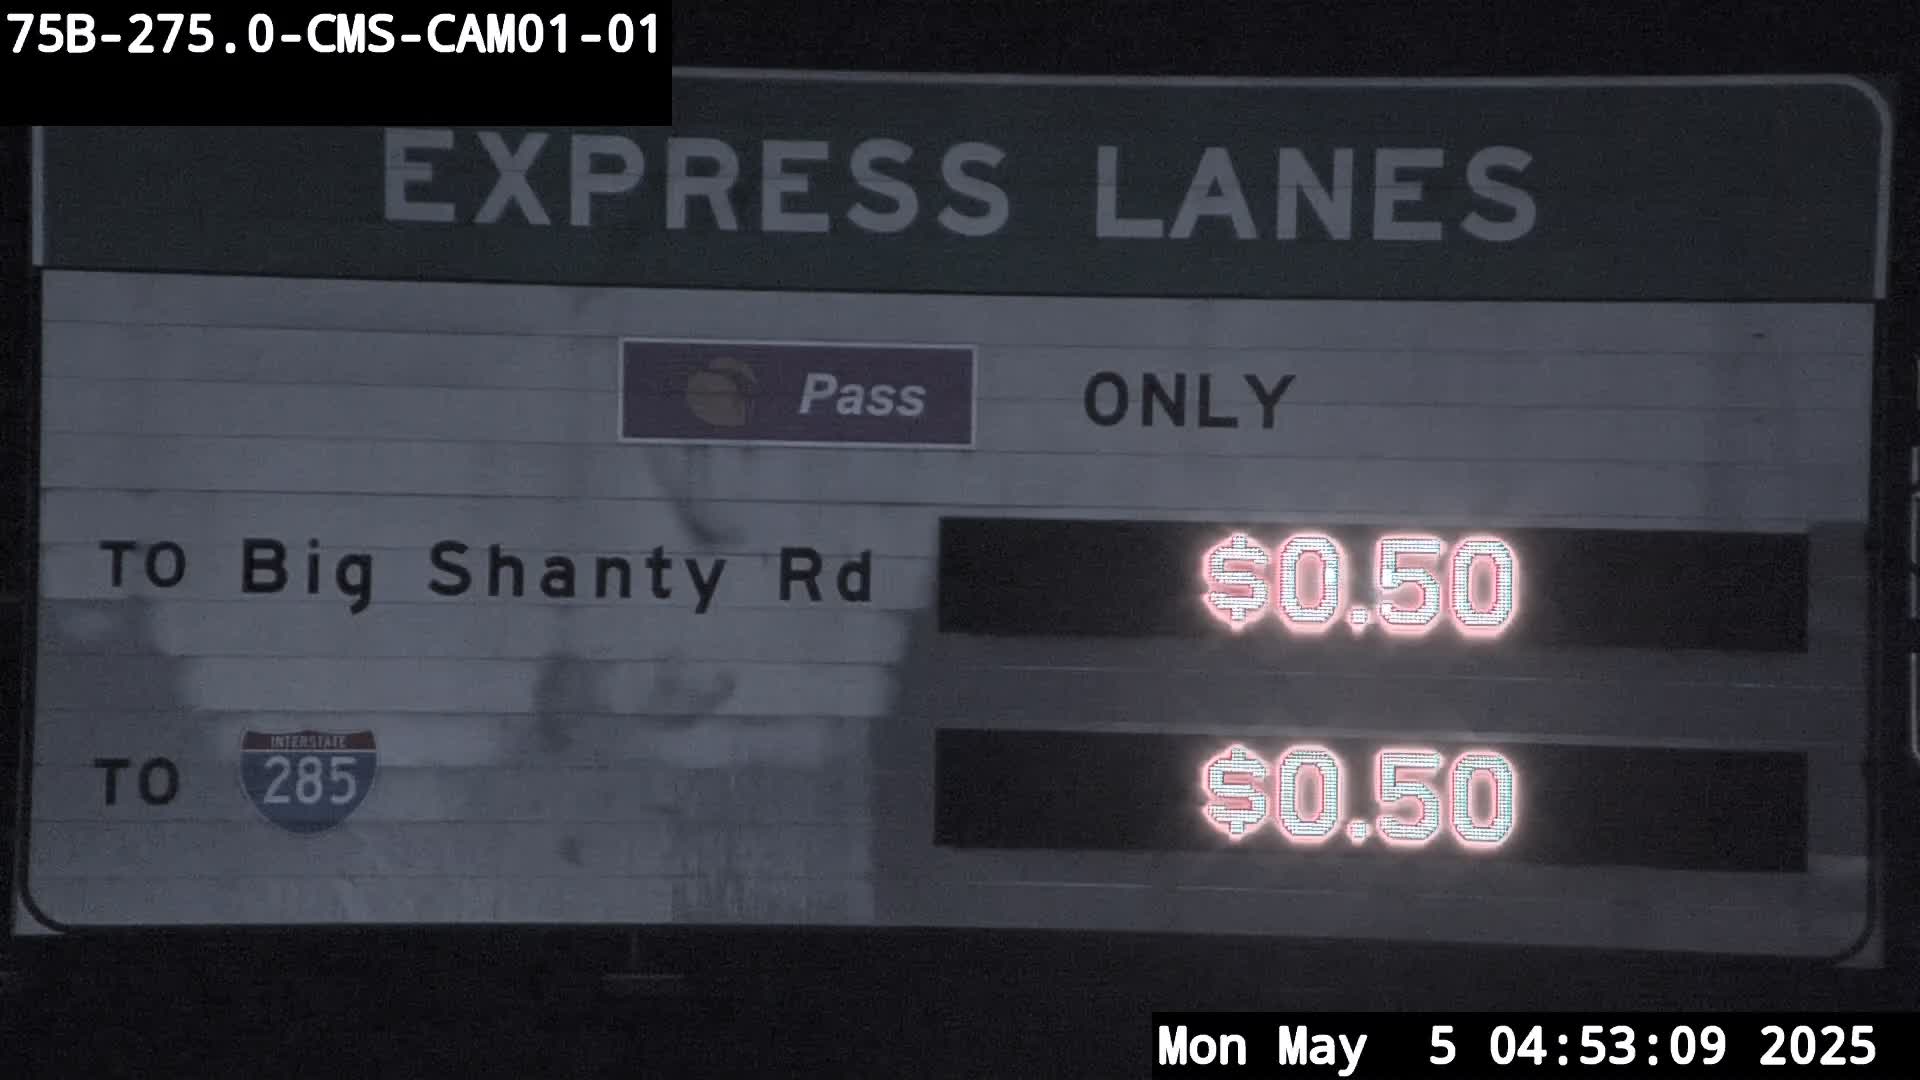 75B-275.0-CMS-CAM01-01
EXPRESS LANES
Pass ONLY
TO Big Shanty Rd $0.50
TO INTERSTATE 285 $0.50
Mon May 5 04:53:09 2025